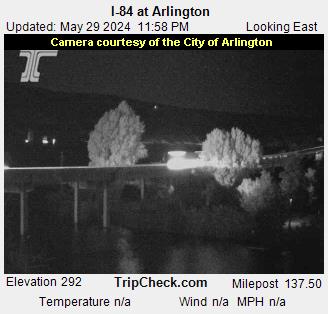 I-84 at Arlington
Updated: May 29 2024 11:58 PM Looking East
Camera courtesy of the City of Arlington
Elevation 292 TripCheck.com Milepost 137.50
Temperature n/a Wind n/a MPH n/a